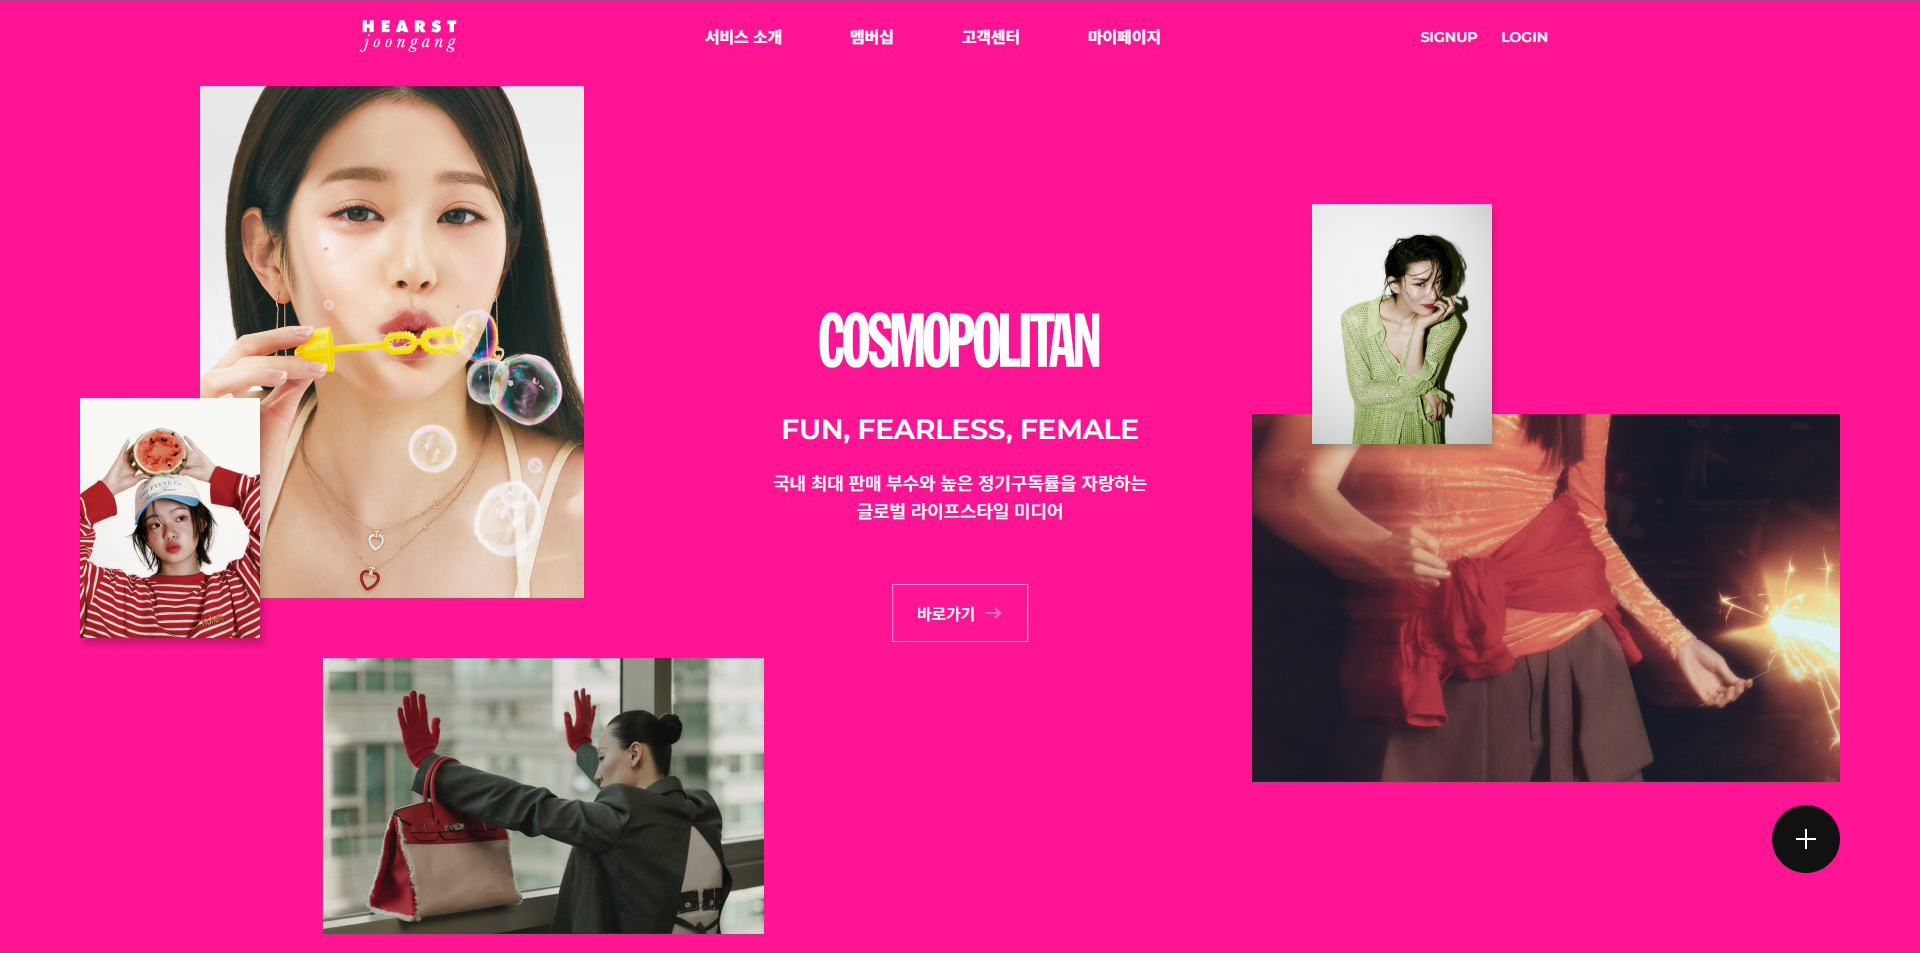 HEARST
joongang
서비스 소개
멤버십
고객센터
마이페이지
SIGNUP
LOGIN
COSMOPOLITAN
FUN, FEARLESS, FEMALE
국내 최대 판매 부수와 높은 정기구독률을 자랑하는
글로벌 라이프스타일 미디어
바로가기